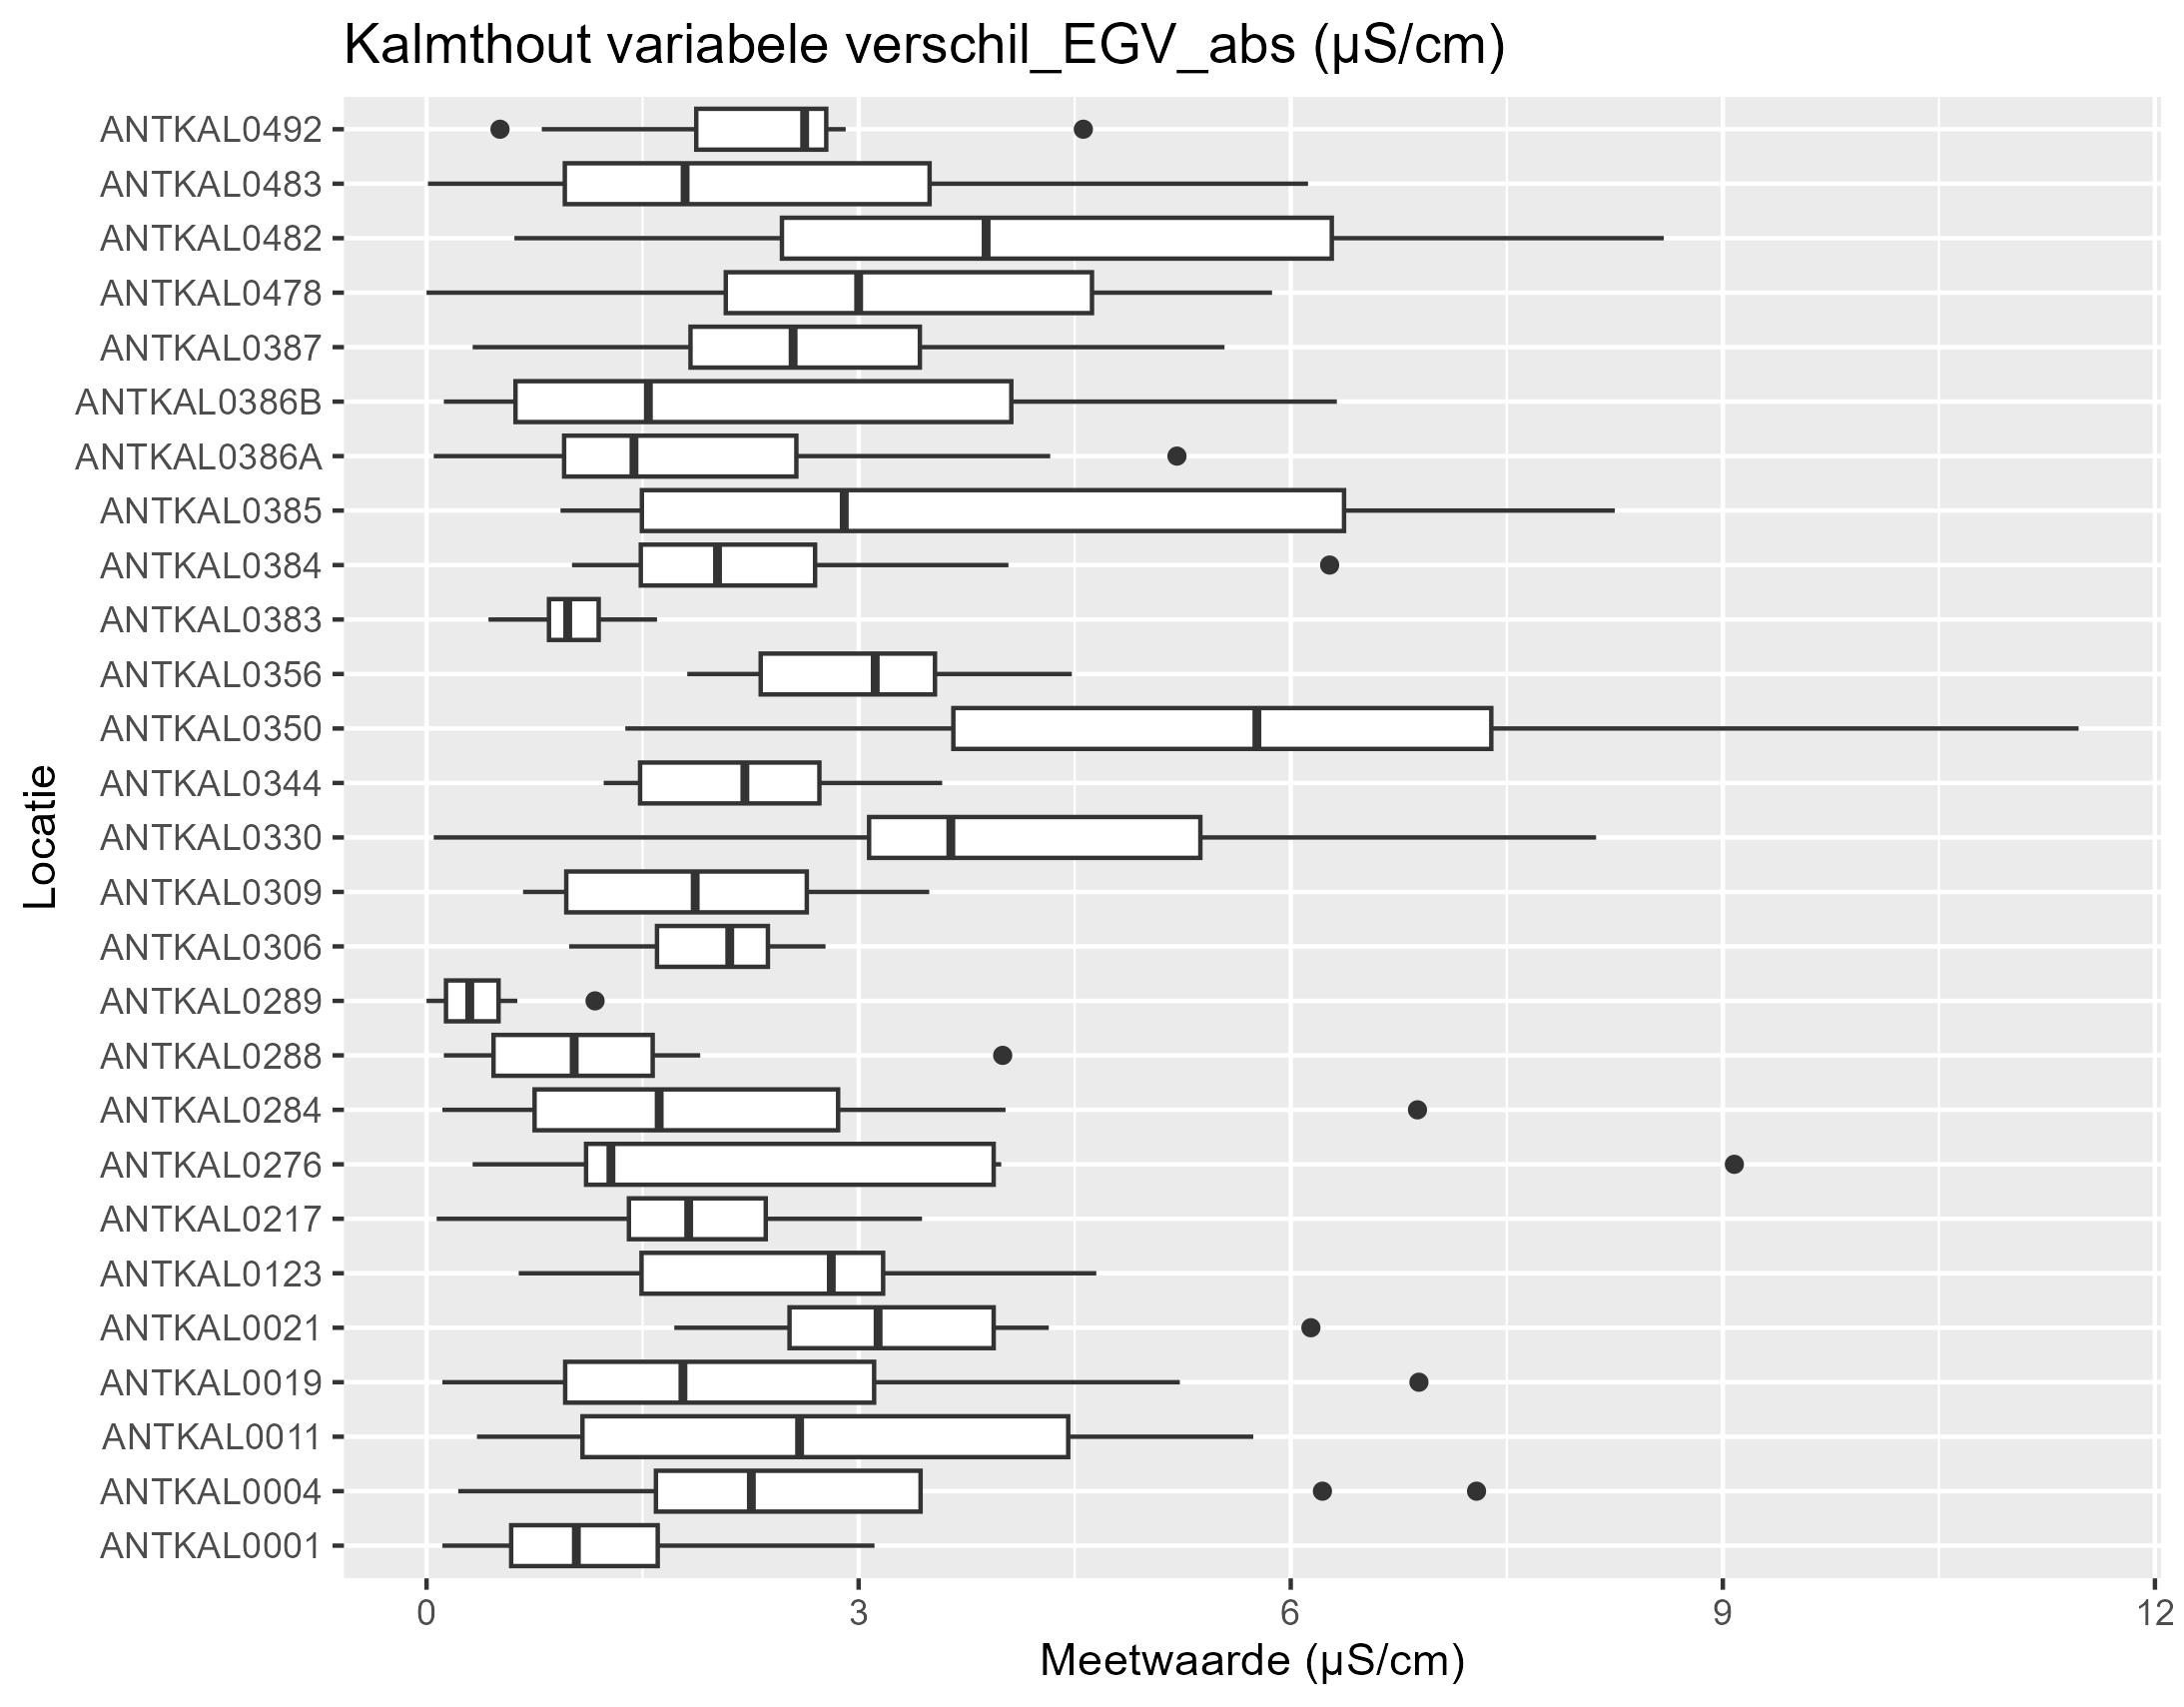 Kalmthout variabele verschil_EGV_abs (µS/cm)
ANTKAL0492
ANTKAL0483
ANTKAL0482
ANTKAL0478
ANTKAL0387
ANTKAL0386B
ANTKAL0386A
ANTKAL0385
ANTKAL0384
ANTKAL0383
ANTKAL0356
ANTKAL0350
ANTKAL0344
ANTKAL0330
ANTKAL0309
ANTKAL0306
ANTKAL0289
ANTKAL0288
ANTKAL0284
ANTKAL0276
ANTKAL0217
ANTKAL0123
ANTKAL0021
ANTKAL0019
ANTKAL0011
ANTKAL0004
ANTKAL0001
Locatie
0 3 6 9 12
Meetwaarde (µS/cm)